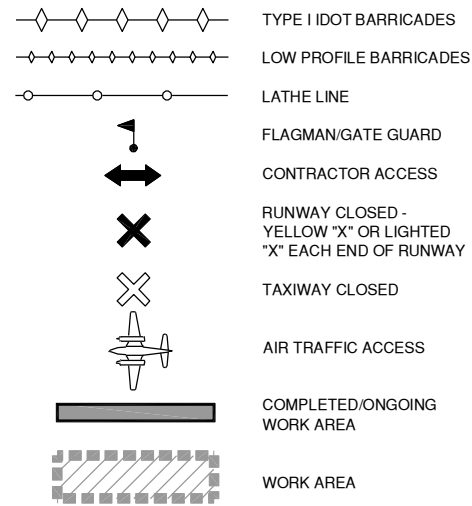 TYPE I IDOT BARRICADES
LOW PROFILE BARRICADES
LATHE LINE
FLAGMAN/GATE GUARD
CONTRACTOR ACCESS
RUNWAY CLOSED -
YELLOW "X" OR LIGHTED
"X" EACH END OF RUNWAY
TAXIWAY CLOSED
AIR TRAFFIC ACCESS
COMPLETED/ONGOING
WORK AREA
WORK AREA